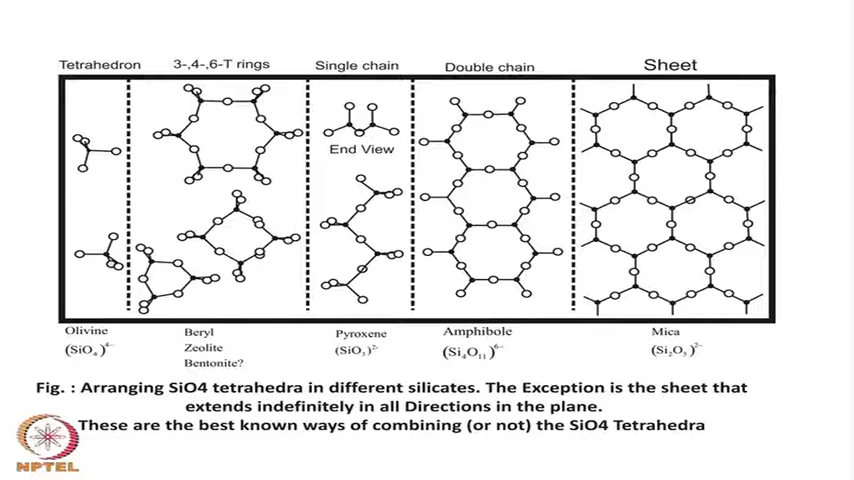 Tetrahedron 3-,4-,6-T rings Single chain Double chain Sheet
End View
Olivine Beryl Pyroxene Amphibole Mica
(SiO₄)⁴⁻ Zeolite (SiO₃)²⁻ (Si₄O₁₁)⁶⁻ (Si₂O₅)²⁻
Bentonite?
Fig. : Arranging SiO4 tetrahedra in different silicates. The Exception is the sheet that
extends indefinitely in all Directions in the plane.
These are the best known ways of combining (or not) the SiO4 Tetrahedra
NPTEL